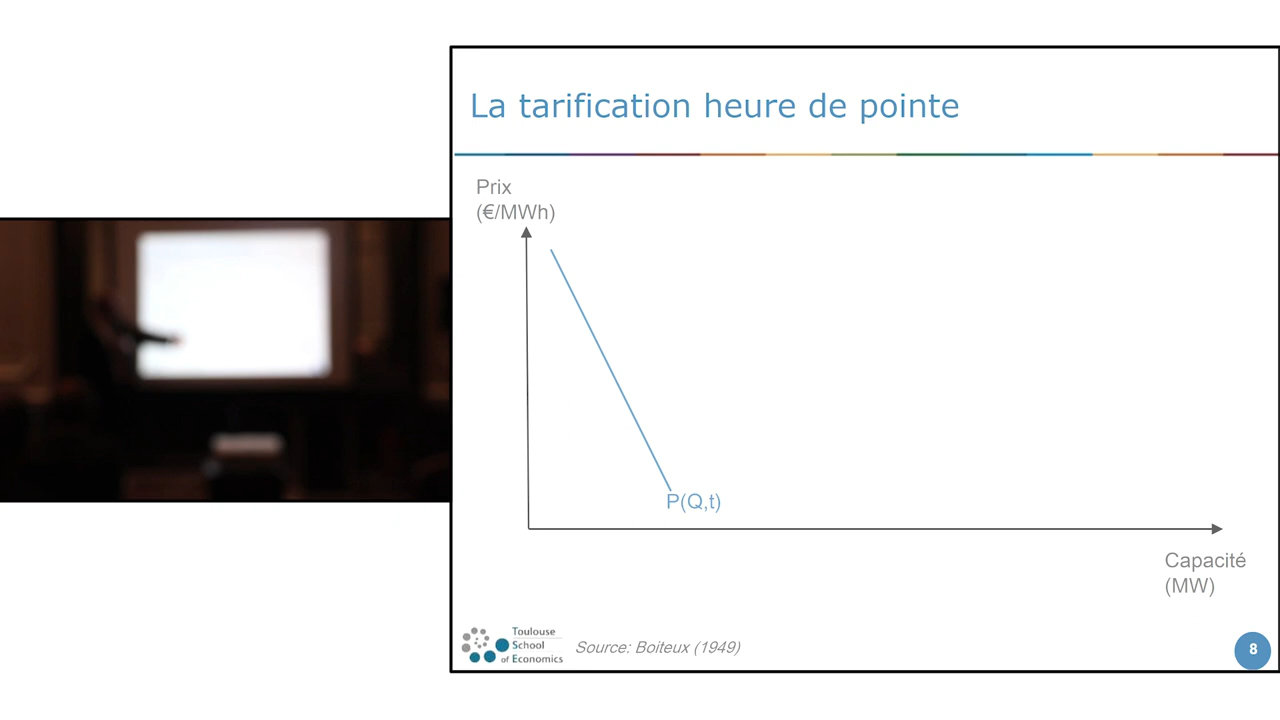 La tarification heure de pointe
Prix
(€/MWh)
P(Q,t)
Capacité
(MW)
Toulouse
School
of Economics
Source: Boiteux (1949)
8